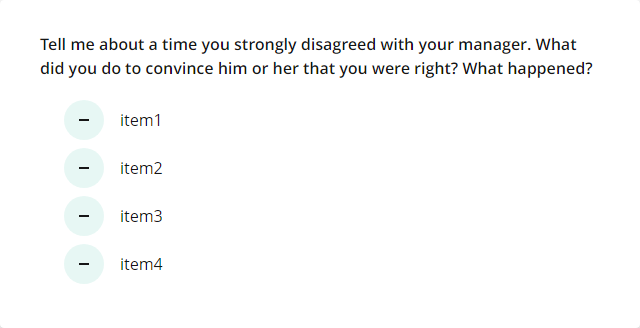 Tell me about a time you strongly disagreed with your manager. What
did you do to convince him or her that you were right? What happened?
– item1
– item2
– item3
– item4